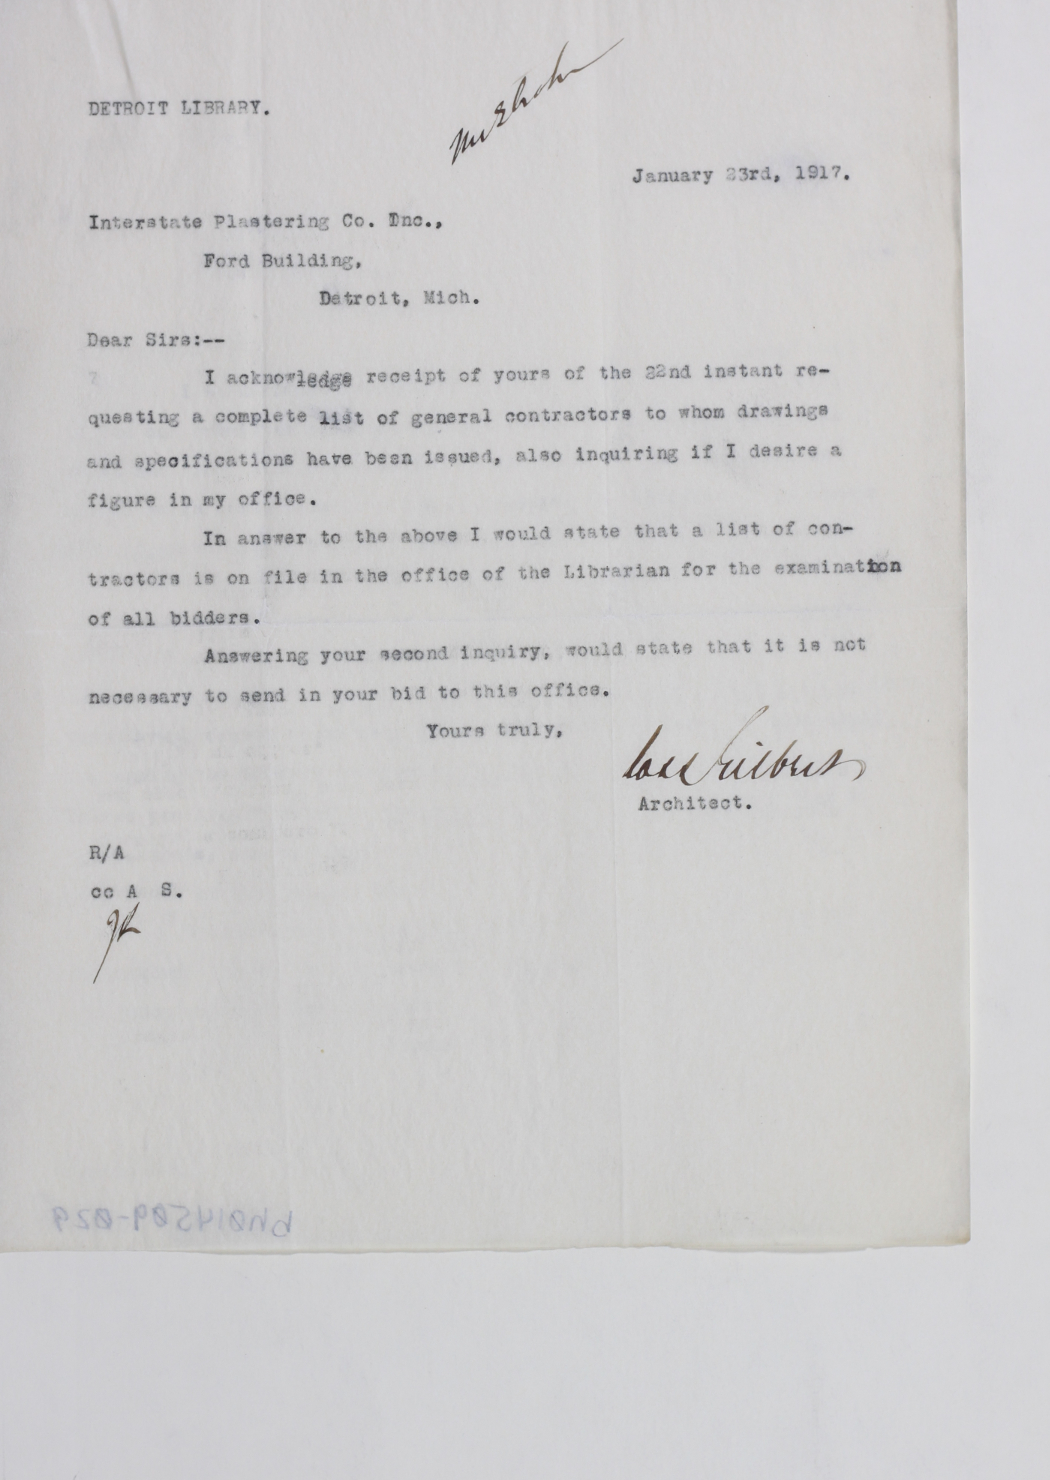 DETROIT LIBRARY.
January 23rd, 1917.
Interstate Plastering Co. Inc.,
Ford Building,
Detroit, Mich.
Dear Sirs:--
I acknowledge receipt of yours of the 22nd instant re-
questing a complete list of general contractors to whom drawings
and specifications have been issued, also inquiring if I desire a
figure in my office.
In answer to the above I would state that a list of con-
tractors is on file in the office of the Librarian for the examination
of all bidders.
Answering your second inquiry, would state that it is not
necessary to send in your bid to this office.
Yours truly,
Cass Gilbert
Architect.
R/A
cc A S.